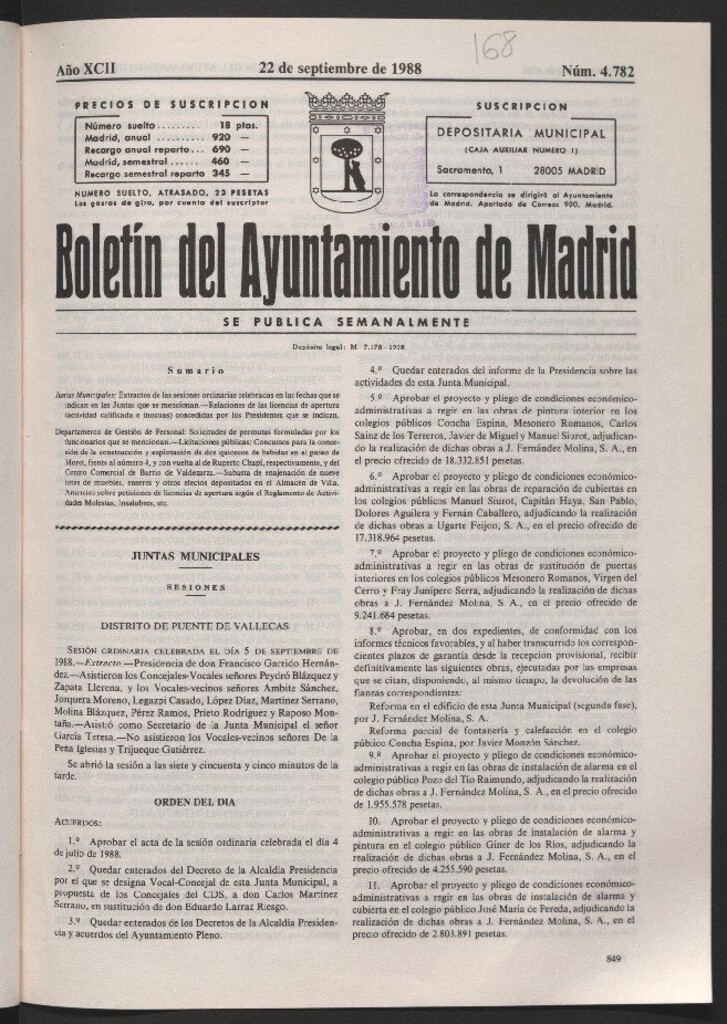 168
Año XCII 22 de septiembre de 1988 Núm. 4.782
PRECIOS DE SUSCRIPCION
Número suelto ......... 18 ptas.
Madrid, anual ......... 920 —
Recargo anual reparto... 690 —
Madrid, semestral ...... 460 —
Recargo semestral reparto 345 —
NUMERO SUELTO, ATRASADO, 23 PESETAS
Los gastos de giro, por cuenta del suscriptor
SUSCRIPCION
DEPOSITARIA MUNICIPAL
(CAJA AUXILIAR NUMERO 1)
Sacramento, 1 28005 MADRID
La correspondencia se dirigirá al Ayuntamiento
de Madrid. Apartado de Correos 900. Madrid.
Boletín del Ayuntamiento de Madrid
SE PUBLICA SEMANALMENTE
Depósito legal: M. 7.178 - 1958
Sumario
Juntas Municipales: Extractos de las sesiones ordinarias celebradas en las fechas que se
indican en las Juntas que se mencionan.—Relaciones de las licencias de apertura
(actividad calificada e inocuas) concedidas por los Presidentes que se indican.
Departamento de Gestión de Personal: Solicitudes de permutas formuladas por los
funcionarios que se mencionan.—Licitaciones públicas: Concursos para la conce-
sión de la construcción y explotación de dos quioscos de bebidas en el paseo de
Moret, frente al número 4, y con vuelta al de Ruperto Chapí, respectivamente, y del
Centro Comercial de Barrio de Valdezarza.—Subasta de enajenación de nueve
lotes de muebles, enseres y otros efectos depositados en el Almacén de Villa.
Anuncios sobre peticiones de licencias de apertura según el Reglamento de Activi-
dades Molestas, Insalubres, etc.
JUNTAS MUNICIPALES
SESIONES
DISTRITO DE PUENTE DE VALLECAS
SESIÓN ORDINARIA CELEBRADA EL DÍA 5 DE SEPTIEMBRE DE
1988.—Extracto.—Presidencia de don Francisco Garrido Hernán-
dez.—Asistieron los Concejales-Vocales señores Peydró Blázquez y
Zapata Llerena, y los Vocales-vecinos señores Ambite Sánchez,
Jorquera Moreno, Legazpi Casado, López Díaz, Martínez Serrano,
Molina Blázquez, Pérez Ramos, Prieto Rodríguez y Raposo Mon-
taña.—Asistió como Secretario de la Junta Municipal el señor
García Teresa.—No asistieron los Vocales-vecinos señores De la
Peña Iglesias y Trijueque Gutiérrez.
Se abrió la sesión a las siete y cincuenta y cinco minutos de la
tarde.
ORDEN DEL DIA
ACUERDOS:
1.º Aprobar el acta de la sesión ordinaria celebrada el día 4
de julio de 1988.
2.º Quedar enterados del Decreto de la Alcaldía Presidencia
por el que se designa Vocal-Concejal de esta Junta Municipal, a
propuesta de los Concejales del CDS, a don Carlos Martínez
Serrano, en sustitución de don Eduardo Larraz Riesgo.
3.º Quedar enterados de los Decretos de la Alcaldía Presiden-
cia y acuerdos del Ayuntamiento Pleno.
4.º Quedar enterados del informe de la Presidencia sobre las
actividades de esta Junta Municipal.
5.º Aprobar el proyecto y pliego de condiciones económico-
administrativas a regir en las obras de pintura interior en los
colegios públicos Concha Espina, Mesonero Romanos, Carlos
Sainz de los Terreros, Javier de Miguel y Manuel Siurot, adjudican-
do la realización de dichas obras a J. Fernández Molina, S. A., en
el precio ofrecido de 18.332.851 pesetas.
6.º Aprobar el proyecto y pliego de condiciones económico-
administrativas a regir en las obras de reparación de cubiertas en
los colegios públicos Manuel Siurot, Capitán Haya, San Pablo,
Dolores Aguilera y Fernán Caballero, adjudicando la realización
de dichas obras a Ugarte Feijoo, S. A., en el precio ofrecido de
17.318.964 pesetas.
7.º Aprobar el proyecto y pliego de condiciones económico-
administrativas a regir en las obras de sustitución de puertas
interiores en los colegios públicos Mesonero Romanos, Virgen del
Cerro y Fray Junípero Serra, adjudicando la realización de dichas
obras a J. Fernández Molina, S. A., en el precio ofrecido de
9.241.684 pesetas.
8.º Aprobar, en dos expedientes, de conformidad con los
informes técnicos favorables, y al haber transcurrido los correspon-
dientes plazos de garantía desde la recepción provisional, recibir
definitivamente las siguientes obras, ejecutadas por las empresas
que se citan, disponiendo, al mismo tiempo, la devolución de las
fianzas correspondientes:
Reforma en el edificio de esta Junta Municipal (segunda fase),
por J. Fernández Molina, S. A.
Reforma parcial de fontanería y calefacción en el colegio
público Concha Espina, por Javier Monzón Sánchez.
9.º Aprobar el proyecto y pliego de condiciones económico-
administrativas a regir en las obras de instalación de alarma en el
colegio público Pozo del Tío Raimundo, adjudicando la realización
de dichas obras a J. Fernández Molina, S. A., en el precio ofrecido
de 1.955.578 pesetas.
10. Aprobar el proyecto y pliego de condiciones económico-
administrativas a regir en las obras de instalación de alarma y
pintura en el colegio público Giner de los Ríos, adjudicando la
realización de dichas obras a J. Fernández Molina, S. A., en el
precio ofrecido de 4.255.590 pesetas.
11. Aprobar el proyecto y pliego de condiciones económico-
administrativas a regir en las obras de instalación de alarma y
cubierta en el colegio público José María de Pereda, adjudicando la
realización de dichas obras a J. Fernández Molina, S. A., en el
precio ofrecido de 2.803.891 pesetas.
849